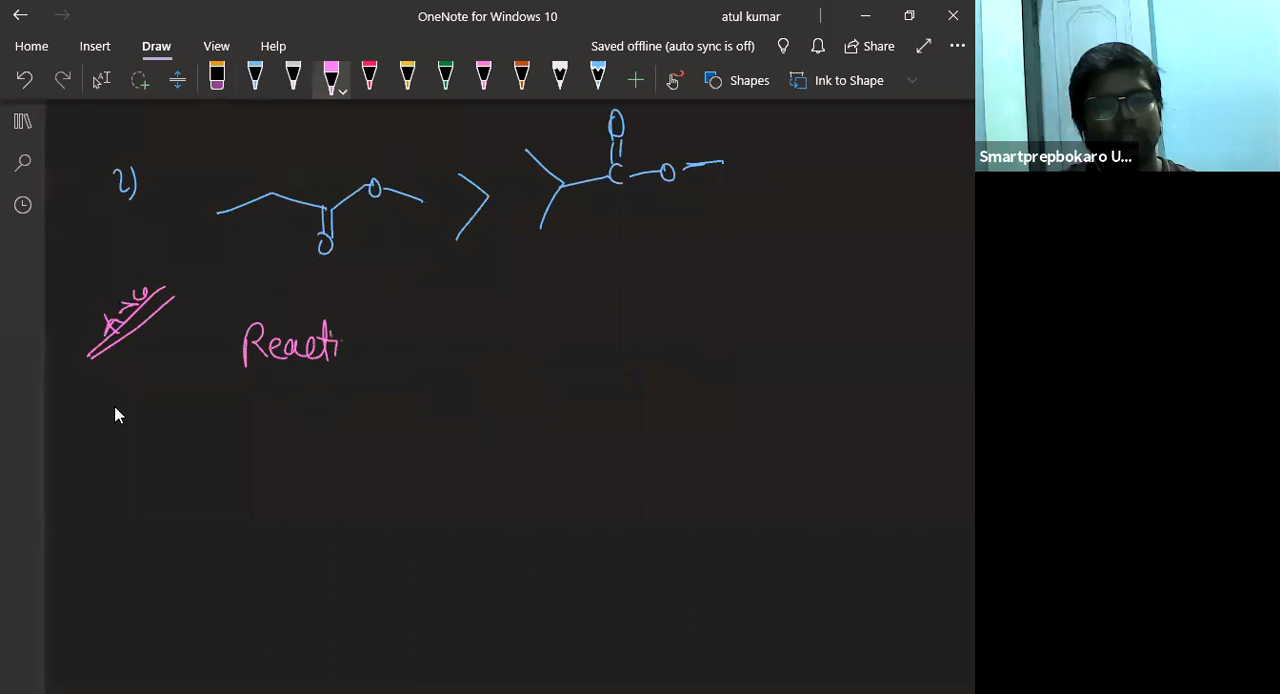 OneNote for Windows 10
atul kumar
Home
Insert
Draw
View
Help
Saved offline (auto sync is off)
Share
Shapes
Ink to Shape
Smartprepbokaro U...
2)
O
O
>
O
C
O
Reacti